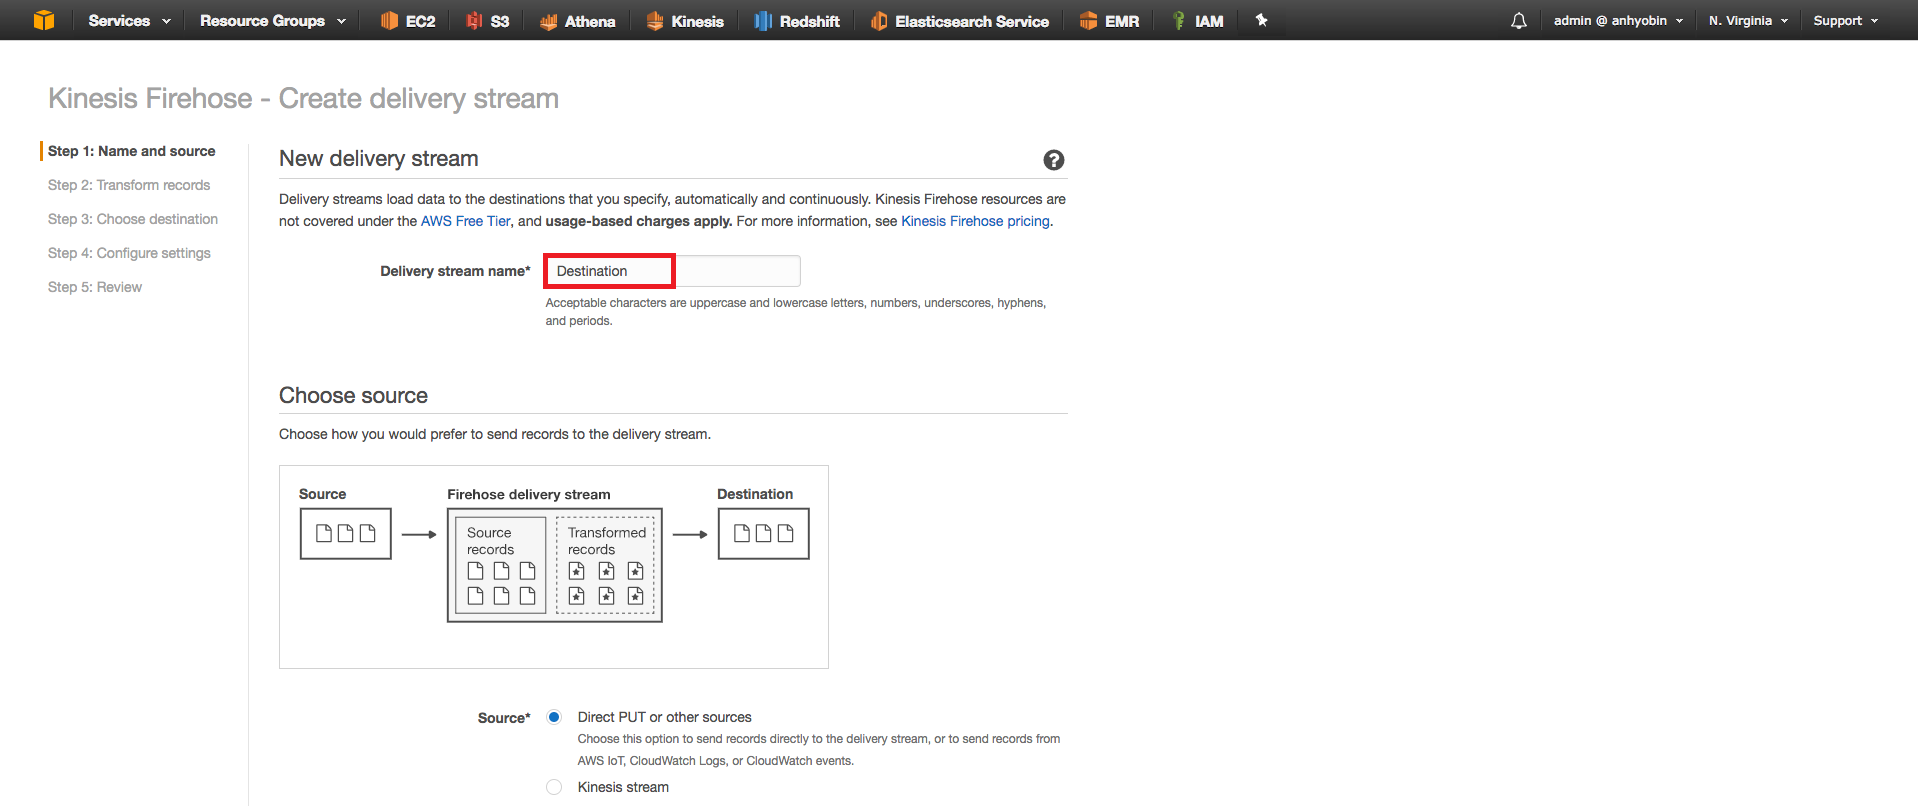 Services Resource Groups EC2 S3 Athena Kinesis Redshift Elasticsearch Service EMR IAM admin @ anhyobin N. Virginia Support
Kinesis Firehose - Create delivery stream
Step 1: Name and source
Step 2: Transform records
Step 3: Choose destination
Step 4: Configure settings
Step 5: Review
New delivery stream
Delivery streams load data to the destinations that you specify, automatically and continuously. Kinesis Firehose resources are
not covered under the AWS Free Tier, and usage-based charges apply. For more information, see Kinesis Firehose pricing.
Delivery stream name* Destination
Acceptable characters are uppercase and lowercase letters, numbers, underscores, hyphens,
and periods.
Choose source
Choose how you would prefer to send records to the delivery stream.
Source Firehose delivery stream Destination
Source Transformed
records records
Source* Direct PUT or other sources
Choose this option to send records directly to the delivery stream, or to send records from
AWS IoT, CloudWatch Logs, or CloudWatch events.
Kinesis stream